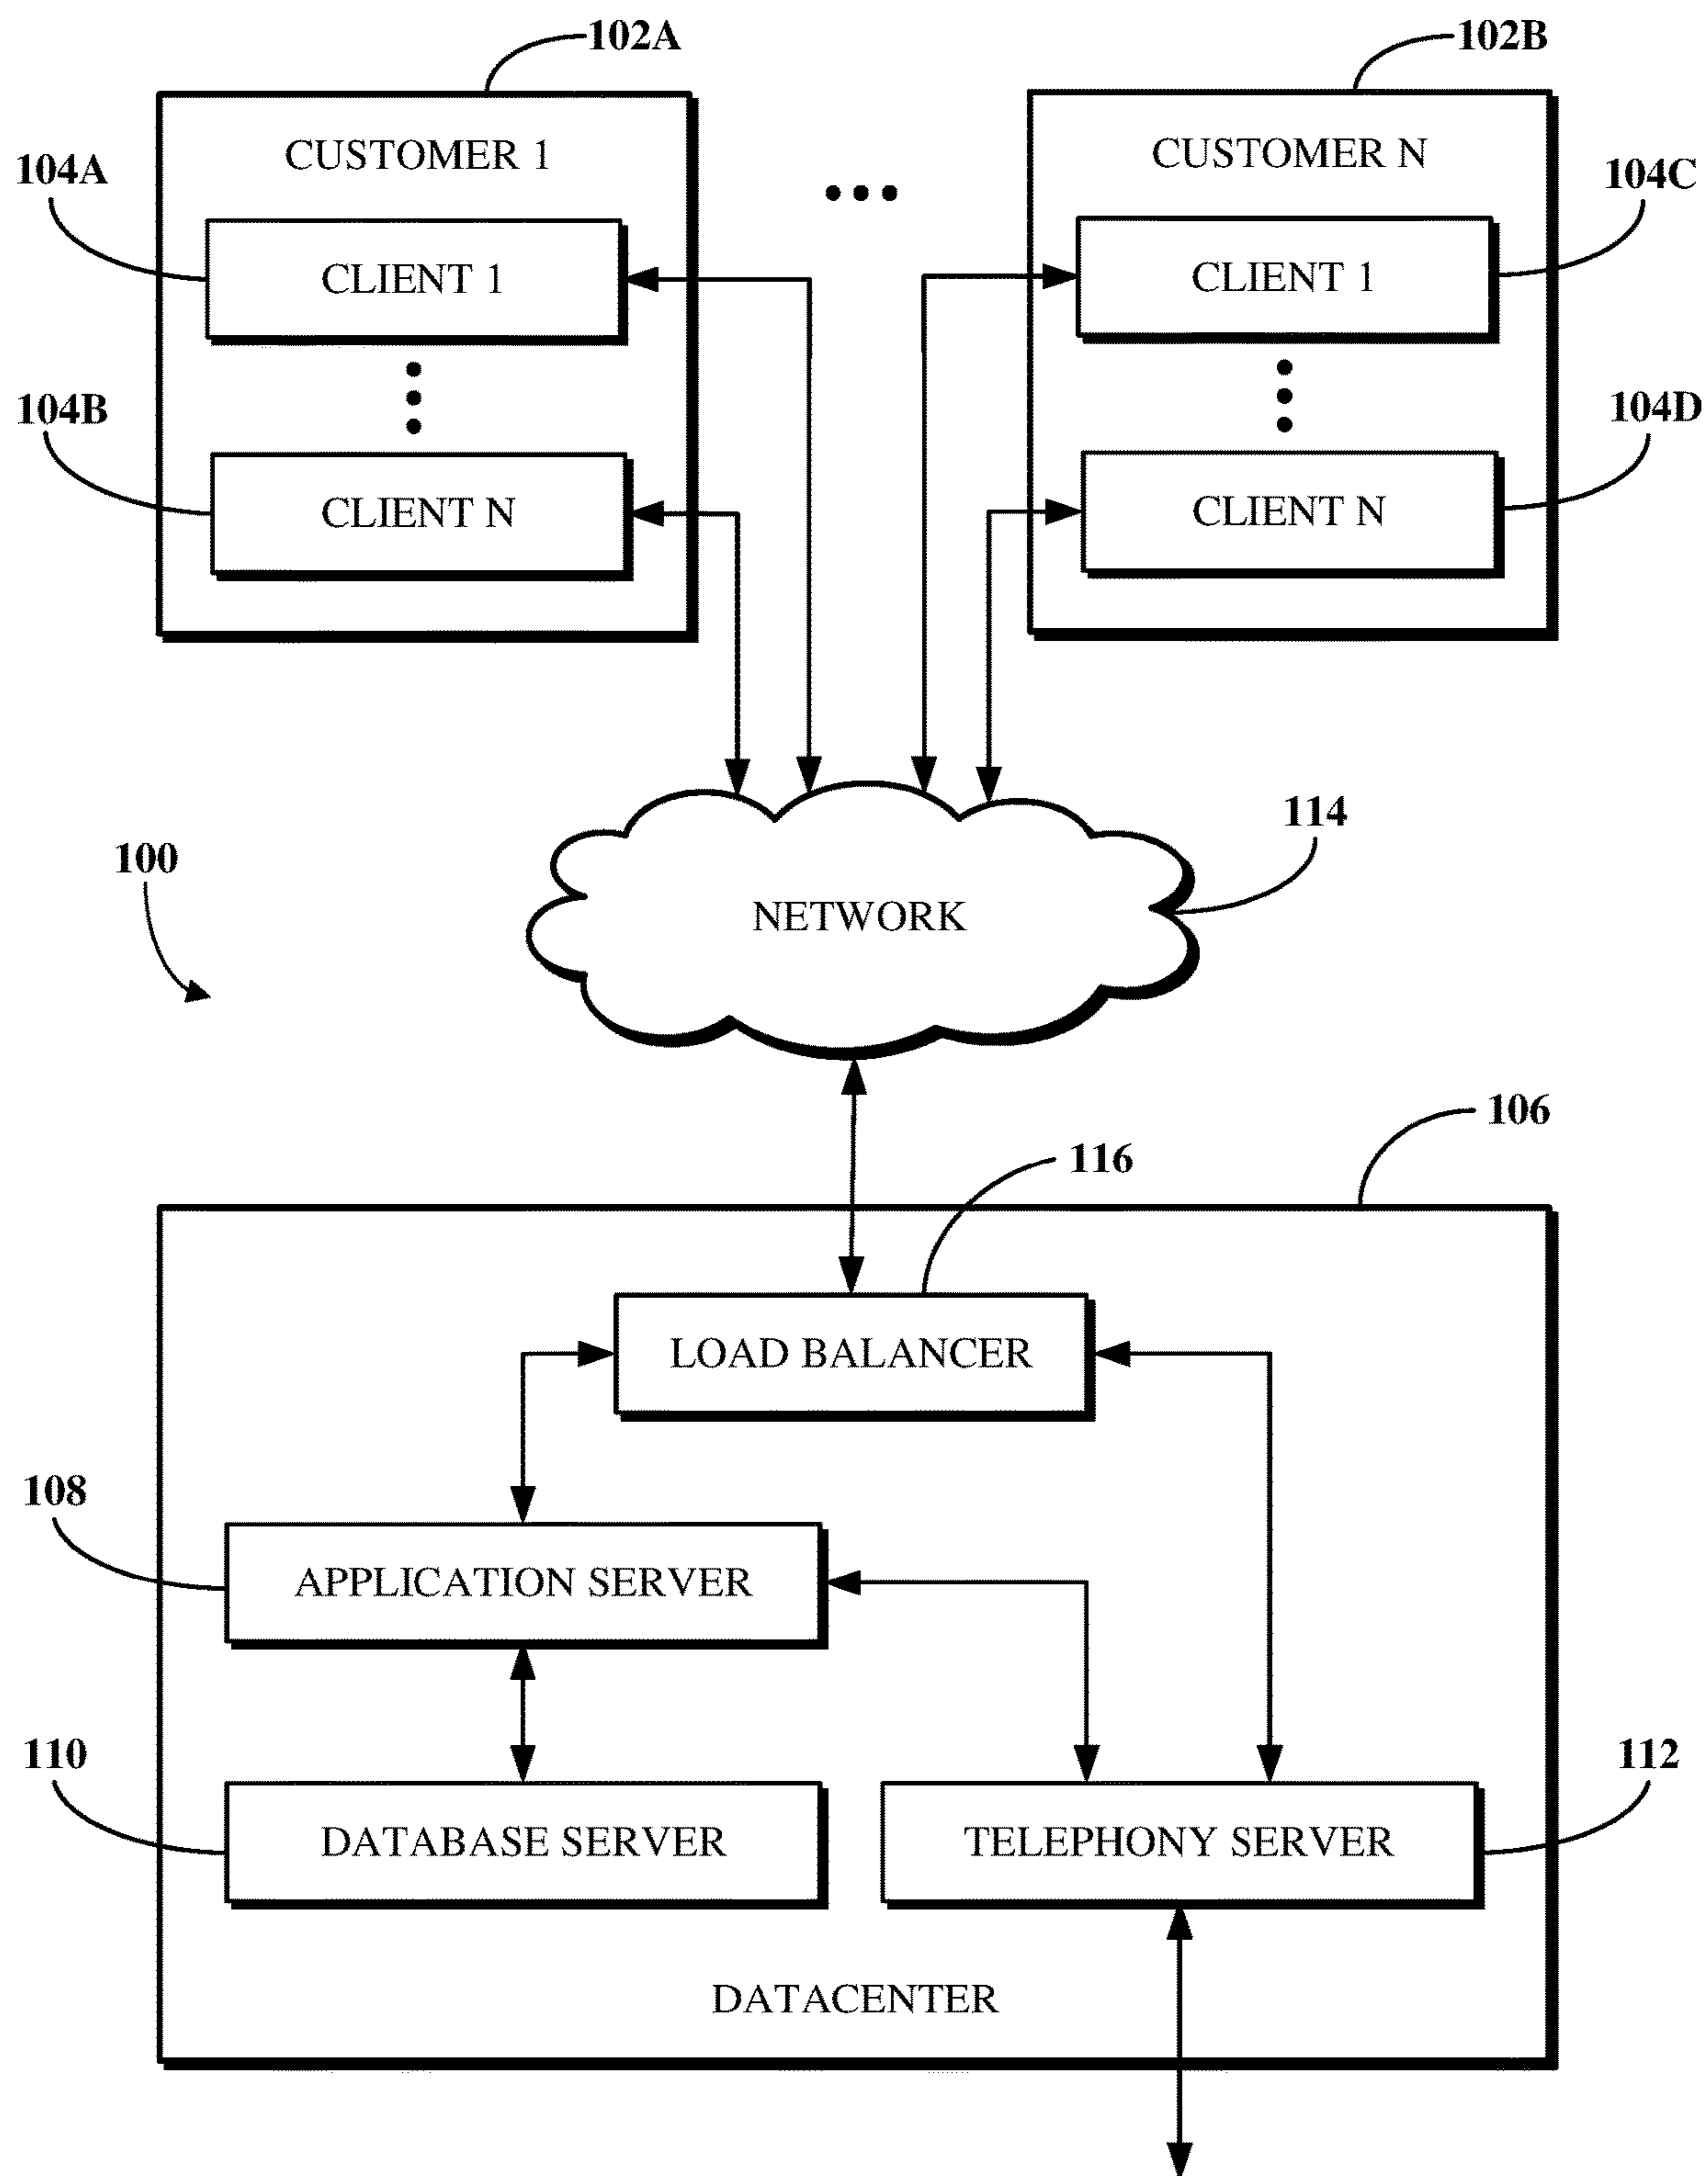 102A
102B
CUSTOMER 1
CUSTOMER N
104A
104C
CLIENT 1
CLIENT 1
104B
104D
CLIENT N
CLIENT N
114
100
NETWORK
106
116
LOAD BALANCER
108
APPLICATION SERVER
110
112
DATABASE SERVER
TELEPHONY SERVER
DATACENTER